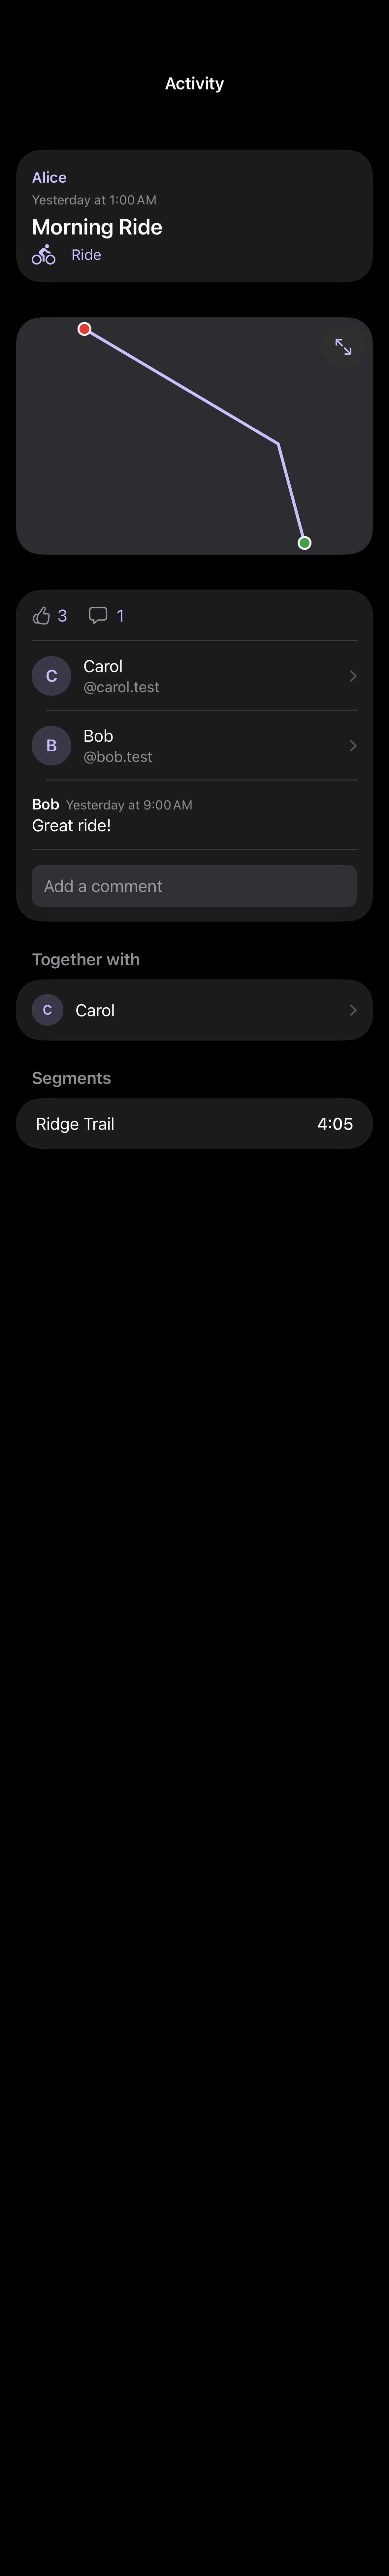 Activity
Alice
Yesterday at 1:00 AM
Morning Ride
Ride
3 1
C
Carol
@carol.test
B
Bob
@bob.test
Bob Yesterday at 9:00 AM
Great ride!
Add a comment
Together with
C Carol
Segments
Ridge Trail 4:05